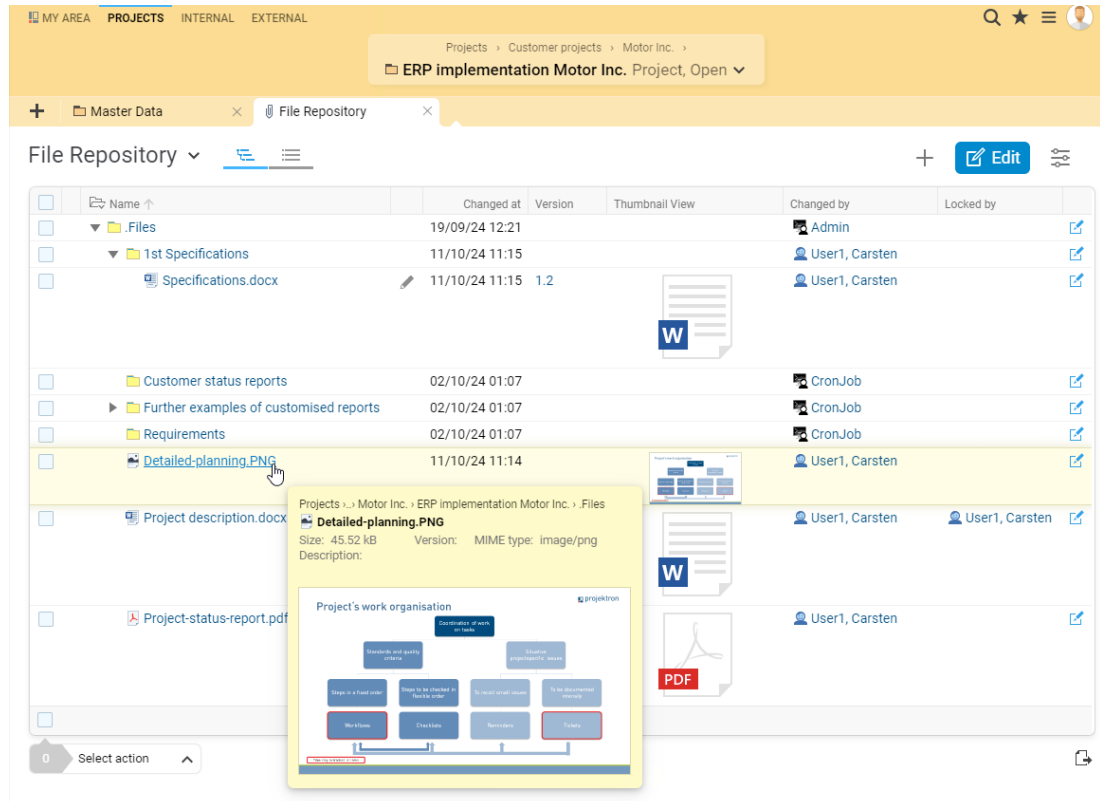 MY AREA PROJECTS INTERNAL EXTERNAL
Projects › Customer projects › Motor Inc. ›
ERP implementation Motor Inc. Project, Open
Master Data File Repository
File Repository
Edit
Name Changed at Version Thumbnail View Changed by Locked by
.Files 19/09/24 12:21 Admin
1st Specifications 11/10/24 11:15 User1, Carsten
Specifications.docx 11/10/24 11:15 1.2 User1, Carsten
W
Customer status reports 02/10/24 01:07 CronJob
Further examples of customised reports 02/10/24 01:07 CronJob
Requirements 02/10/24 01:07 CronJob
Detailed-planning.PNG 11/10/24 11:14 User1, Carsten
Project description.docx User1, Carsten User1, Carsten
W
Project-status-report.pdf User1, Carsten
PDF
Projects ›..› Motor Inc. › ERP implementation Motor Inc. › .Files
Detailed-planning.PNG
Size: 45.52 kB Version: MIME type: image/png
Description:
projektron
Project's work organisation
Coordination of work
on tasks
Standards and quality
criteria
Situative
projectspecific issues
Steps in a fixed order
Steps to be checked in
flexible order
To recall small issues
To be documented
intensely
Workflows Checklists Reminders Tickets
0 Select action